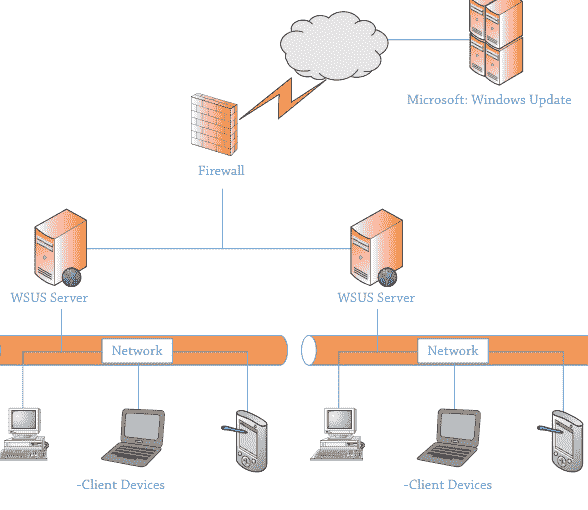 Microsoft: Windows Update
Firewall
WSUS Server
WSUS Server
Network
Network
-Client Devices
-Client Devices